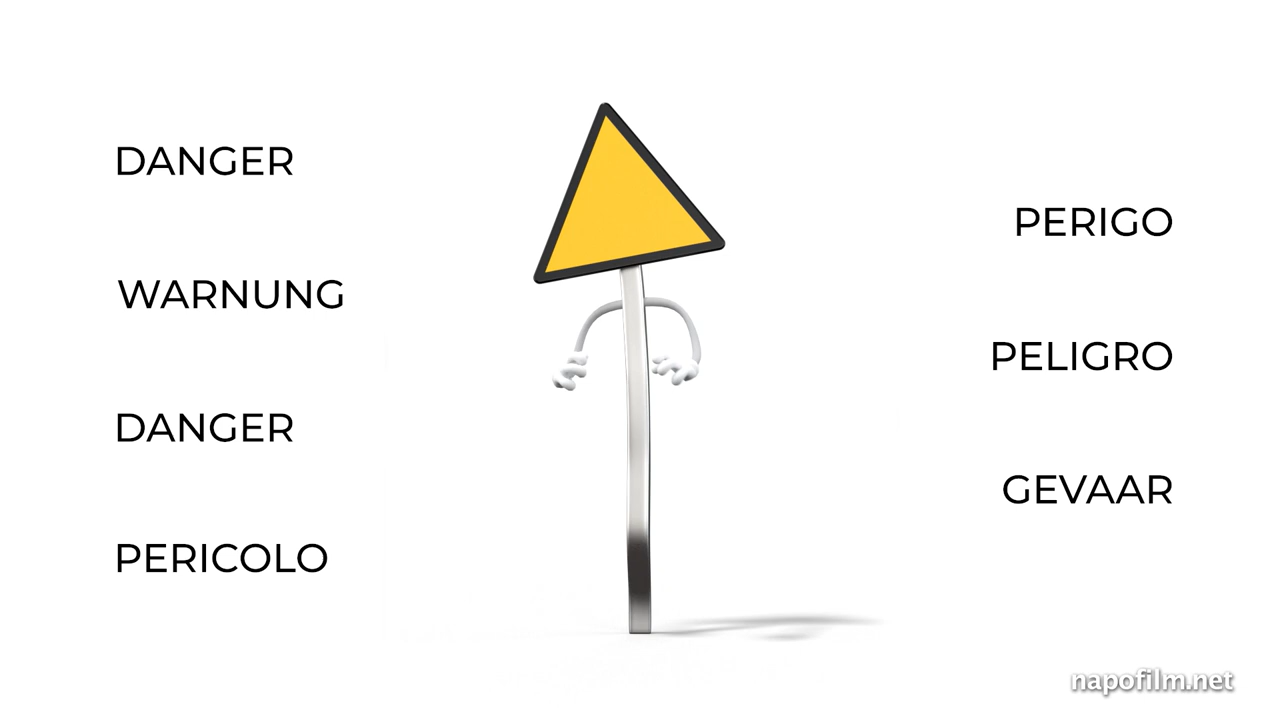 DANGER
WARNUNG
DANGER
PERICOLO
PERIGO
PELIGRO
GEVAAR
napofilm.net